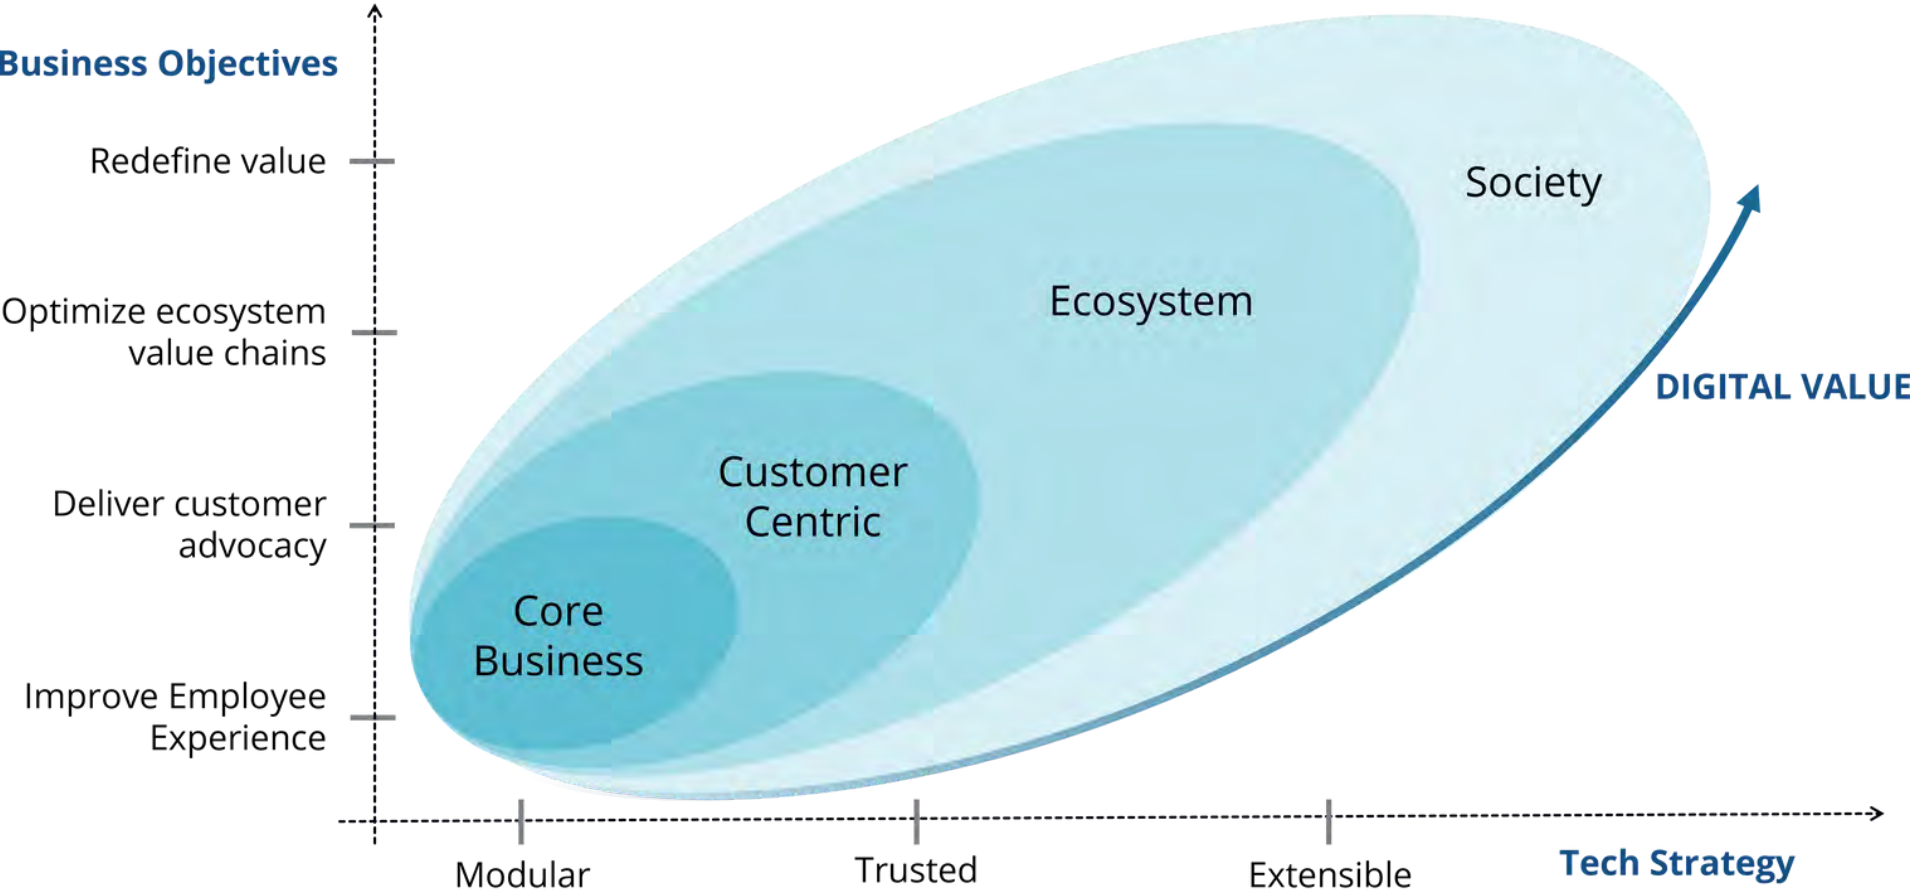 Business Objectives
Redefine value
Optimize ecosystem
value chains
Deliver customer
advocacy
Improve Employee
Experience
Society
Ecosystem
Customer
Centric
Core
Business
DIGITAL VALUE
Modular
Trusted
Extensible
Tech Strategy